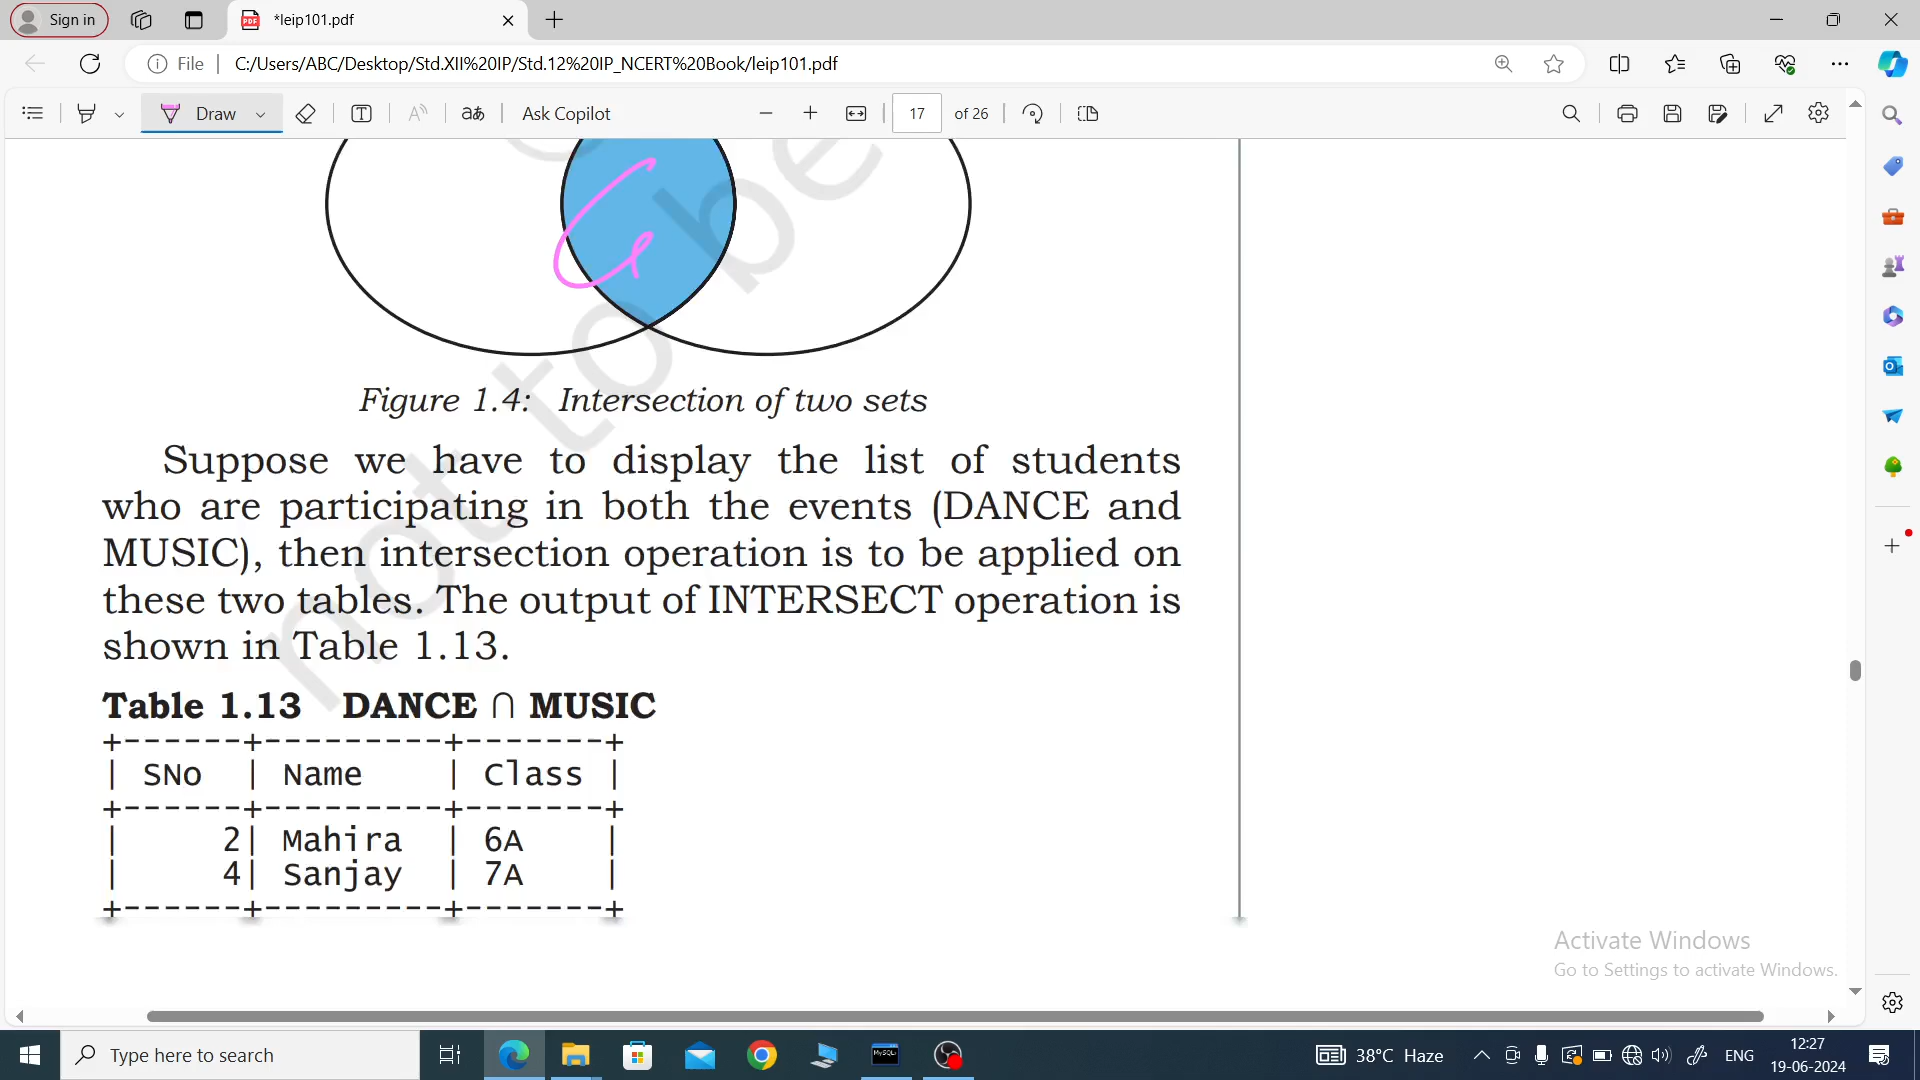 Sign in
*leip101.pdf
File
C:/Users/ABC/Desktop/Std.XII%20IP/Std.12%20IP_NCERT%20Book/leip101.pdf
Draw
Ask Copilot
17
of 26
not to be
G
Figure 1.4: Intersection of two sets
Suppose we have to display the list of students
who are participating in both the events (DANCE and
MUSIC), then intersection operation is to be applied on
these two tables. The output of INTERSECT operation is
shown in Table 1.13.
Table 1.13 DANCE ∩ MUSIC
+------+---------+-------+
| SNo | Name | Class |
+------+---------+-------+
| 2| Mahira | 6A |
| 4| Sanjay | 7A |
+------+---------+-------+
Activate Windows
Go to Settings to activate Windows.
Type here to search
38°C Haze
ENG
12:27
19-06-2024